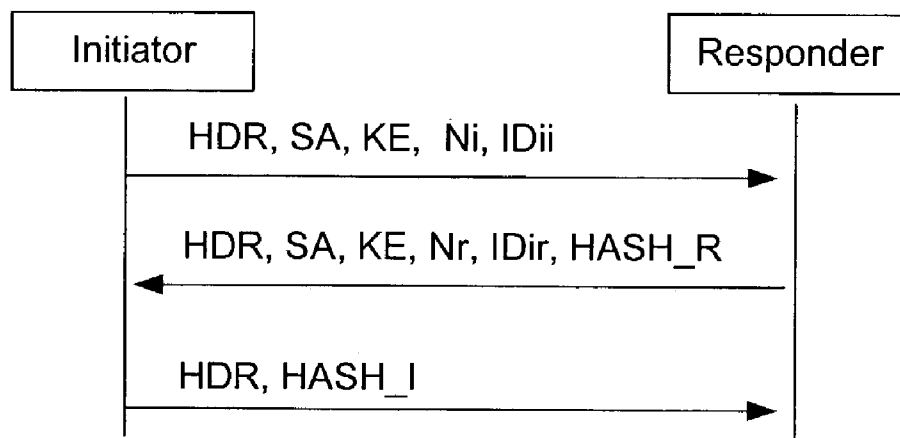 Initiator
Responder
HDR, SA, KE, Ni, IDii
HDR, SA, KE, Nr, IDir, HASH_R
HDR, HASH_I